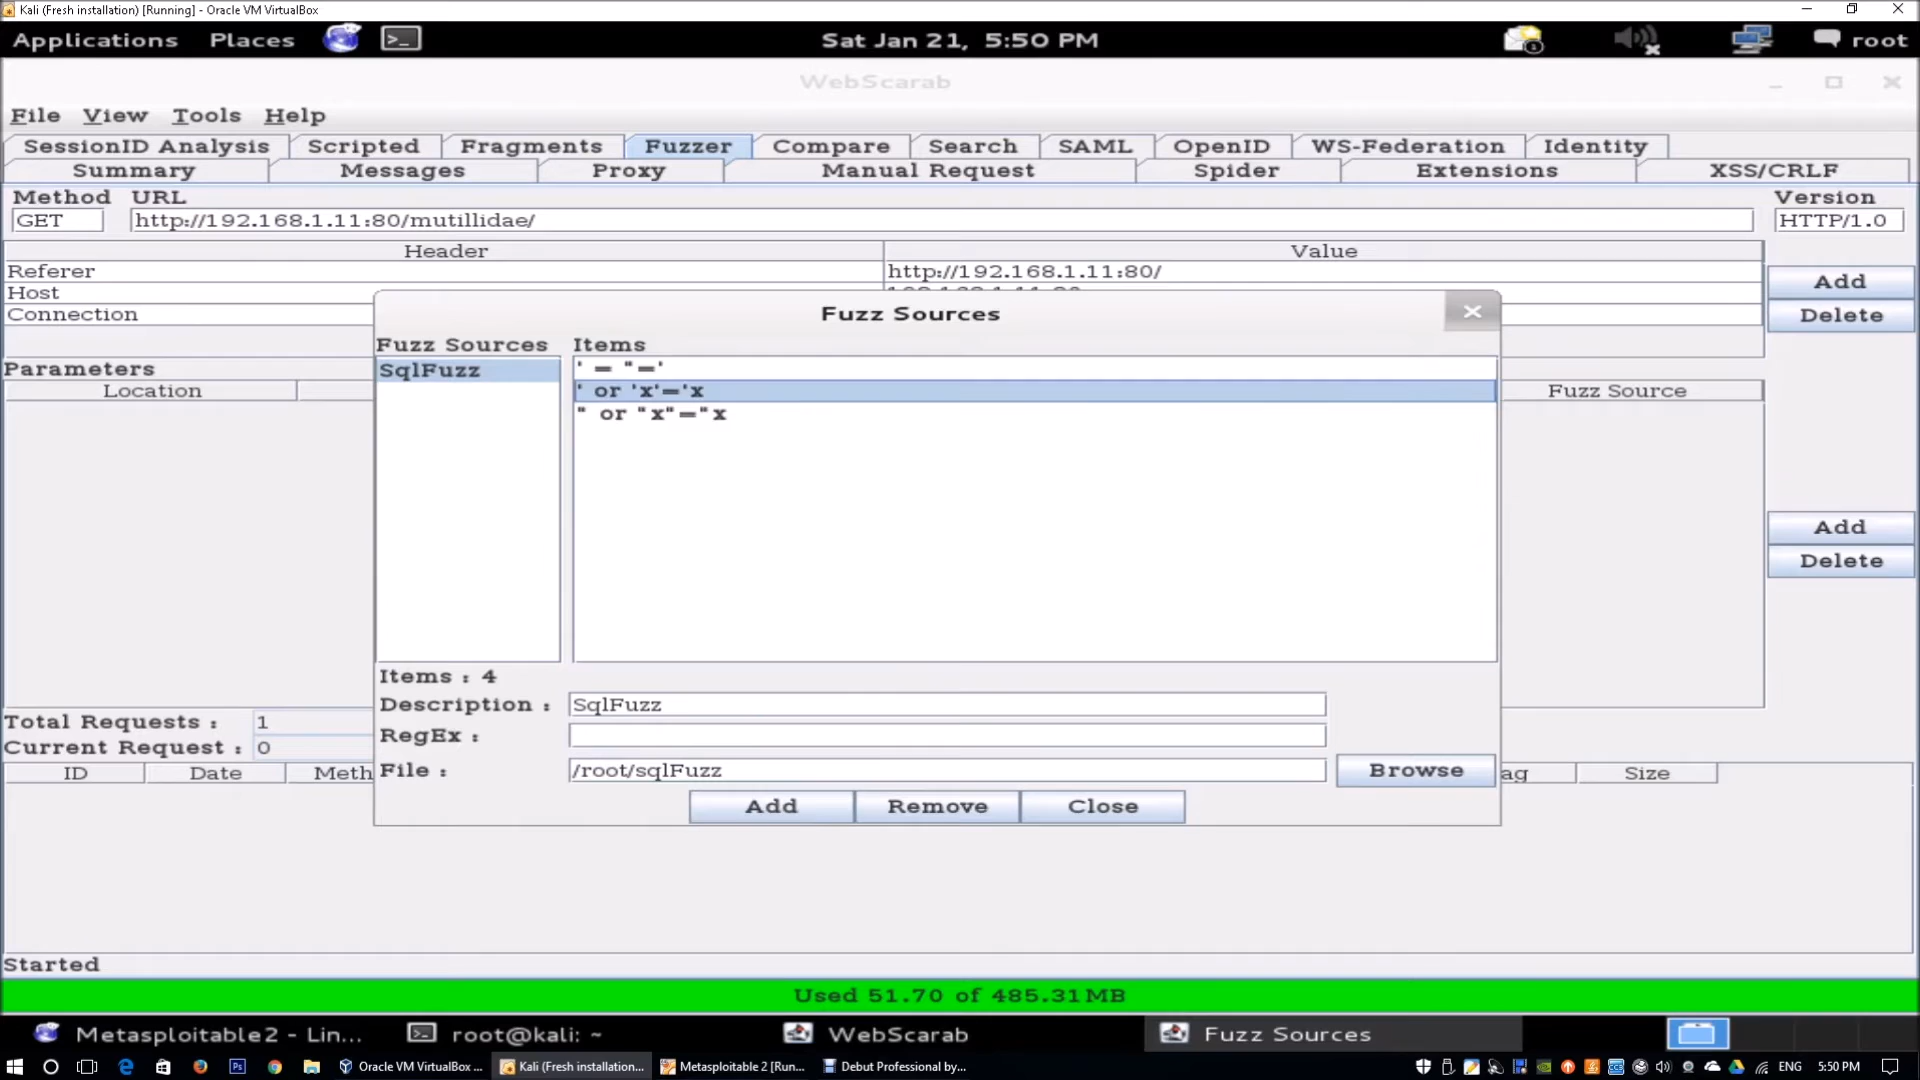 Kali (Fresh installation) [Running] - Oracle VM VirtualBox
Applications Places Sat Jan 21, 5:50 PM root
WebScarab
File View Tools Help
SessionID Analysis Scripted Fragments Fuzzer Compare Search SAML OpenID WS-Federation Identity
Summary Messages Proxy Manual Request Spider Extensions XSS/CRLF
Method URL Version
GET http://192.168.1.11:80/mutillidae/ HTTP/1.0
Header Value
Referer http://192.168.1.11:80/
Add
Host
Connection
Delete
Fuzz Sources
Fuzz Sources Items
Parameters
SqlFuzz ' = "='
Location ' or 'x'='x Fuzz Source
" or "x"="x
Add
Delete
Items : 4
Description : SqlFuzz
Total Requests : 1
RegEx :
Current Request : 0
File : /root/sqlFuzz Browse
ID Date Meth ag Size
Add Remove Close
Started
Used 51.70 of 485.31MB
Metasploitable2 - Lin... root@kali: ~ WebScarab Fuzz Sources
Oracle VM VirtualBox ... Kali (Fresh installation... Metasploitable 2 [Run... Debut Professional by... ENG 5:50 PM